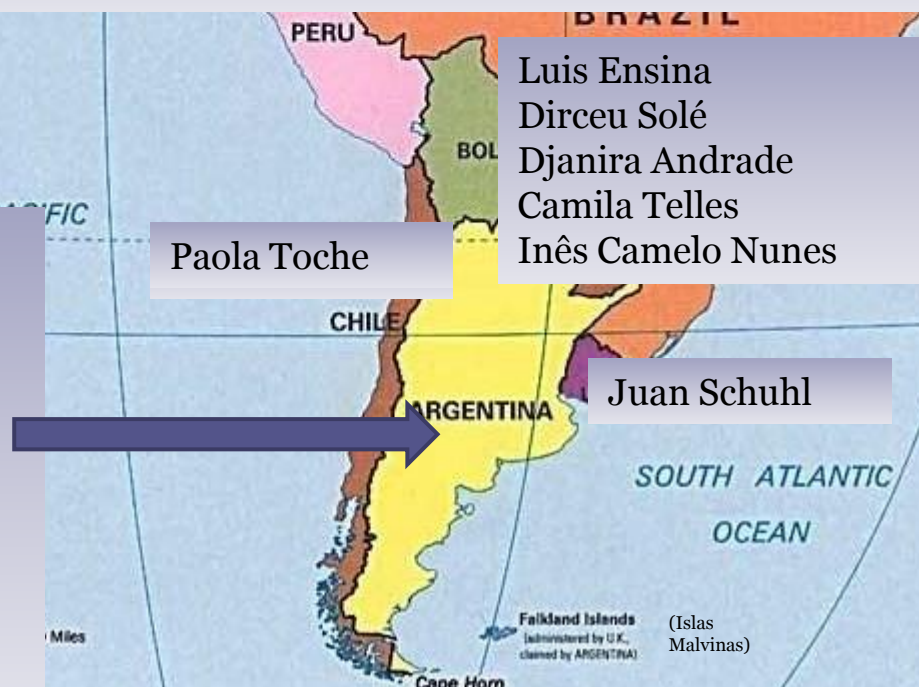 BRAZIL
PERU
Luis Ensina
Dirceu Solé
Djanira Andrade
Camila Telles
Inês Camelo Nunes
BOL
Paola Toche
CHILE
Juan Schuhl
ARGENTINA
SOUTH ATLANTIC
OCEAN
Falkland Islands
(administered by U.K.,
claimed by ARGENTINA)
(Islas
Malvinas)
Miles
Cape Horn